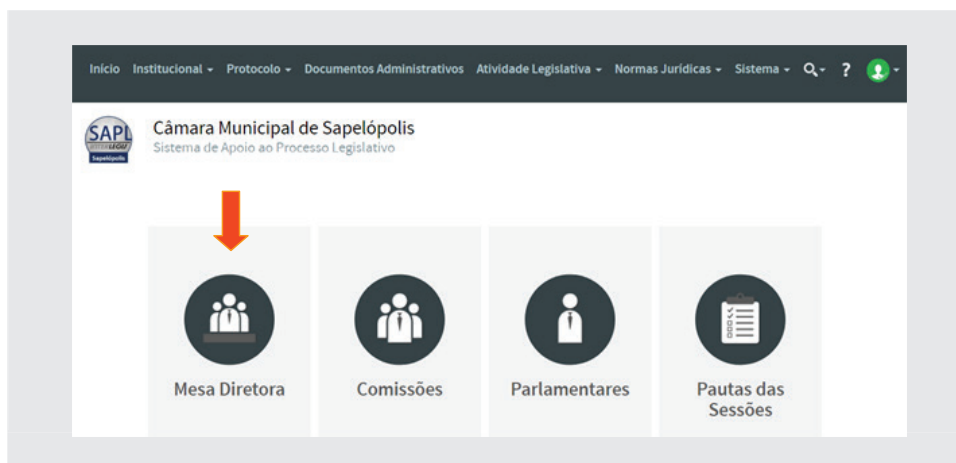 Início Institucional Protocolo Documentos Administrativos Atividade Legislativa Normas Jurídicas Sistema ?
SAPL
INTERLEGIS
Sapelópolis
Câmara Municipal de Sapelópolis
Sistema de Apoio ao Processo Legislativo
Mesa Diretora Comissões Parlamentares Pautas das
Sessões